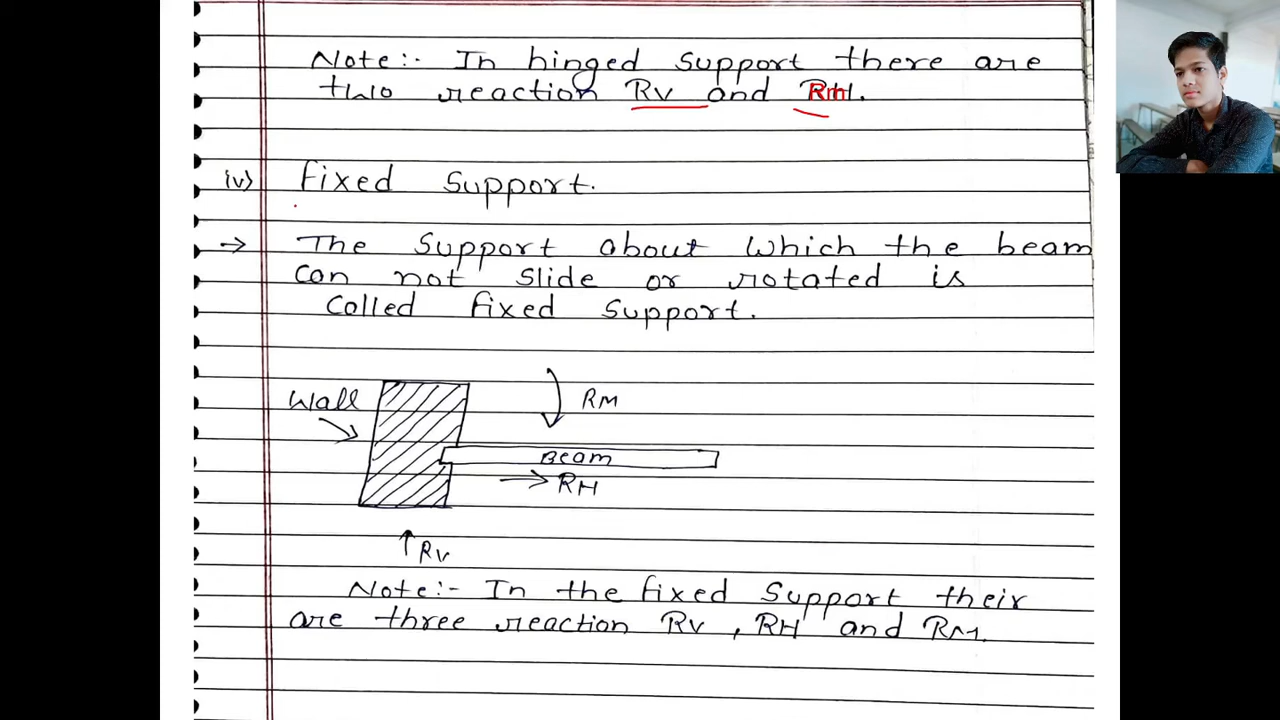 Note:- In hinged support there are
two reaction Rv and RH.
(v) Fixed Support.
→ The Support about which the beam
can not slide or rotated is
Called fixed support.
Wall
RM
Beam
RH
↑ Rv
Note:- In the fixed Support their
are three reaction Rv, RH and RM.